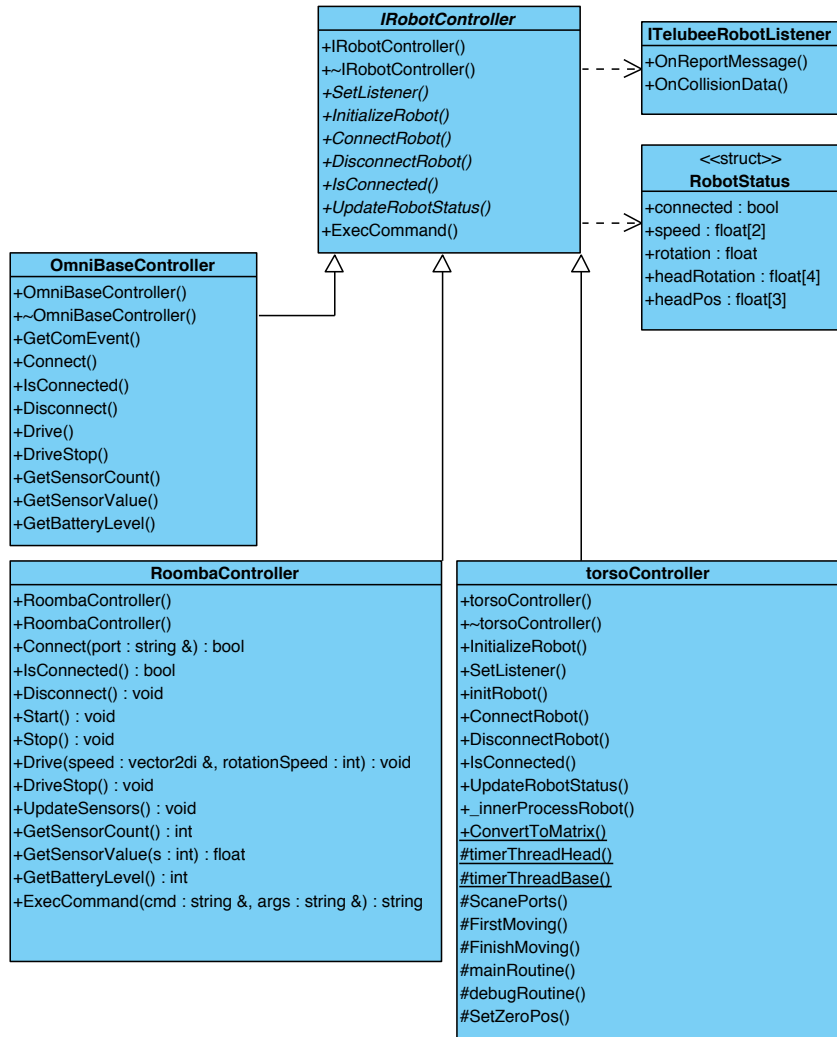 IRobotController
+IRobotController()
+~IRobotController()
+SetListener()
+InitializeRobot()
+ConnectRobot()
+DisconnectRobot()
+IsConnected()
+UpdateRobotStatus()
+ExecCommand()
ITelubeeRobotListener
+OnReportMessage()
+OnCollisionData()
<<struct>>
RobotStatus
+connected : bool
+speed : float[2]
+rotation : float
+headRotation : float[4]
+headPos : float[3]
OmniBaseController
+OmniBaseController()
+~OmniBaseController()
+GetComEvent()
+Connect()
+IsConnected()
+Disconnect()
+Drive()
+DriveStop()
+GetSensorCount()
+GetSensorValue()
+GetBatteryLevel()
RoombaController
+RoombaController()
+RoombaController()
+Connect(port : string &) : bool
+IsConnected() : bool
+Disconnect() : void
+Start() : void
+Stop() : void
+Drive(speed : vector2di &, rotationSpeed : int) : void
+DriveStop() : void
+UpdateSensors() : void
+GetSensorCount() : int
+GetSensorValue(s : int) : float
+GetBatteryLevel() : int
+ExecCommand(cmd : string &, args : string &) : string
torsoController
+torsoController()
+~torsoController()
+InitializeRobot()
+SetListener()
+initRobot()
+ConnectRobot()
+DisconnectRobot()
+IsConnected()
+UpdateRobotStatus()
+_innerProcessRobot()
+ConvertToMatrix()
#timerThreadHead()
#timerThreadBase()
#ScanePorts()
#FirstMoving()
#FinishMoving()
#mainRoutine()
#debugRoutine()
#SetZeroPos()